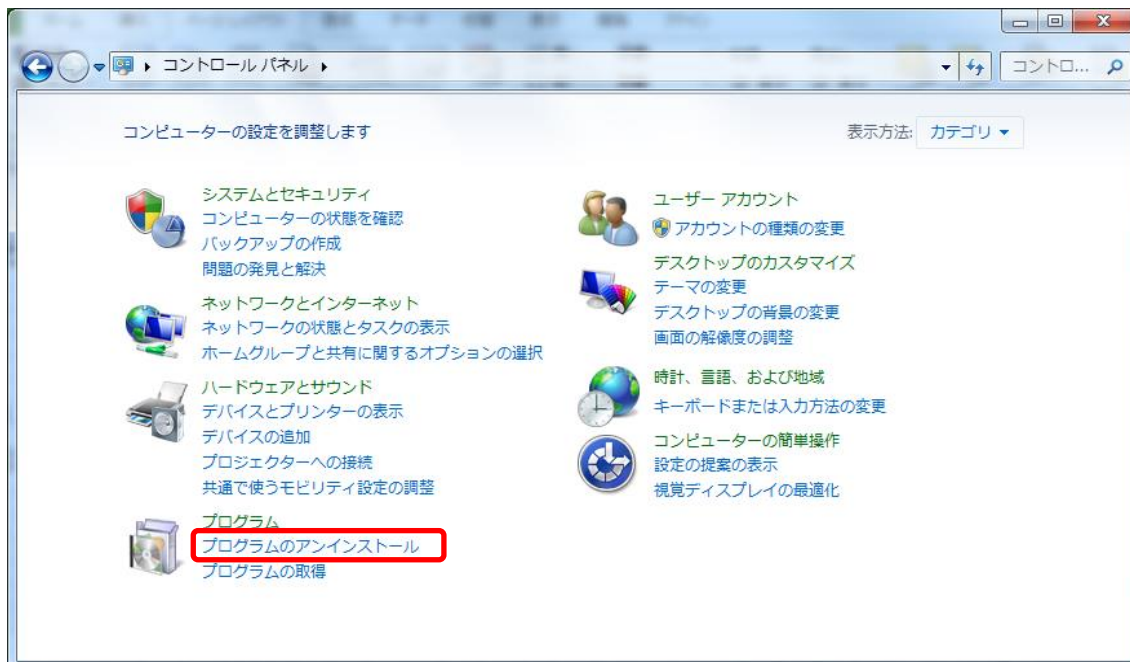 コントロール パネル
コントロ...
コンピューターの設定を調整します
表示方法: カテゴリ
システムとセキュリティ
コンピューターの状態を確認
バックアップの作成
問題の発見と解決
ネットワークとインターネット
ネットワークの状態とタスクの表示
ホームグループと共有に関するオプションの選択
ハードウェアとサウンド
デバイスとプリンターの表示
デバイスの追加
プロジェクターへの接続
共通で使うモビリティ設定の調整
プログラム
プログラムのアンインストール
プログラムの取得
ユーザー アカウント
アカウントの種類の変更
デスクトップのカスタマイズ
テーマの変更
デスクトップの背景の変更
画面の解像度の調整
時計、言語、および地域
キーボードまたは入力方法の変更
コンピューターの簡単操作
設定の提案の表示
視覚ディスプレイの最適化